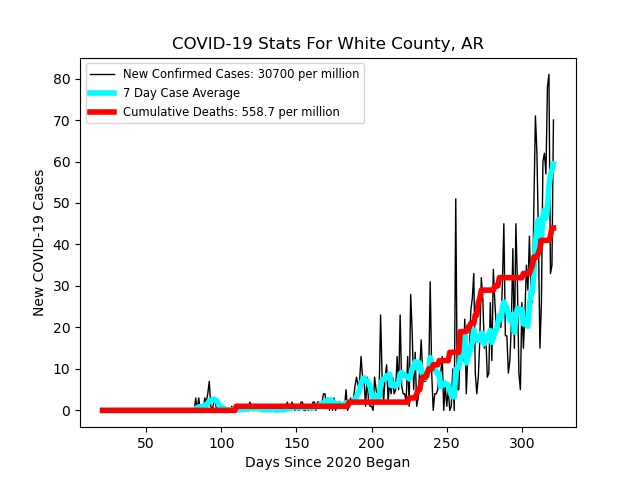 COVID-19 Stats For White County, AR
New Confirmed Cases: 30700 per million
7 Day Case Average
Cumulative Deaths: 558.7 per million
New COVID-19 Cases
80
70
60
50
40
30
20
10
0
50 100 150 200 250 300
Days Since 2020 Began